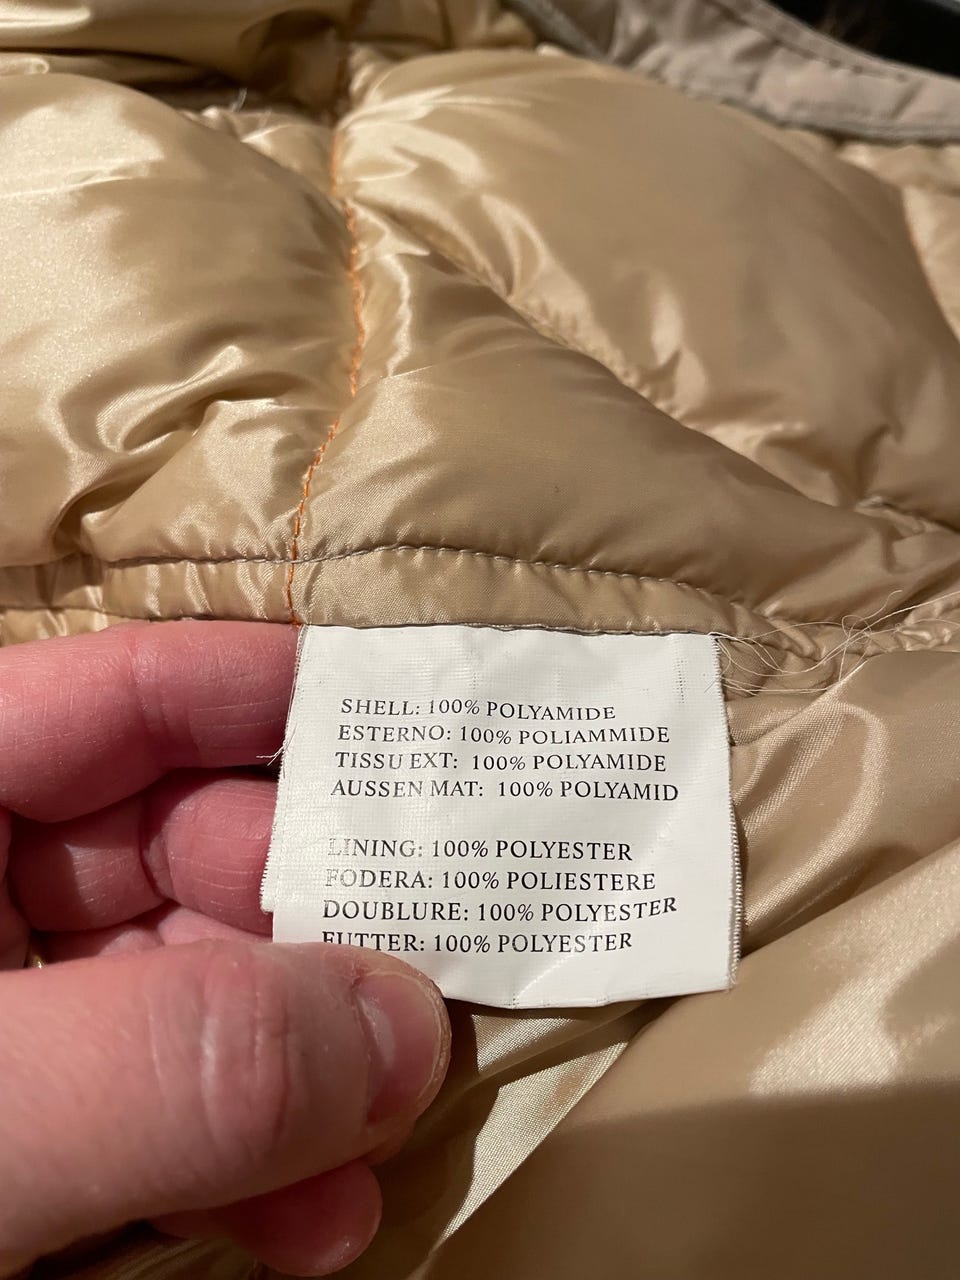 SHELL: 100% POLYAMIDE
ESTERNO: 100% POLIAMMIDE
TISSU EXT: 100% POLYAMIDE
AUSSEN MAT: 100% POLYAMID
LINING: 100% POLYESTER
FODERA: 100% POLIESTERE
DOUBLURE: 100% POLYESTER
FUTTER: 100% POLYESTER